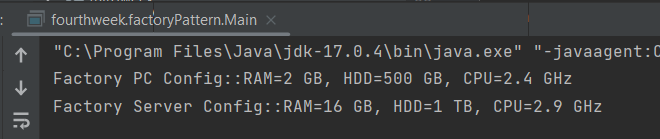 fourthweek.factoryPattern.Main
"C:\Program Files\Java\jdk-17.0.4\bin\java.exe" "-javaagent:C
Factory PC Config::RAM=2 GB, HDD=500 GB, CPU=2.4 GHz
Factory Server Config::RAM=16 GB, HDD=1 TB, CPU=2.9 GHz